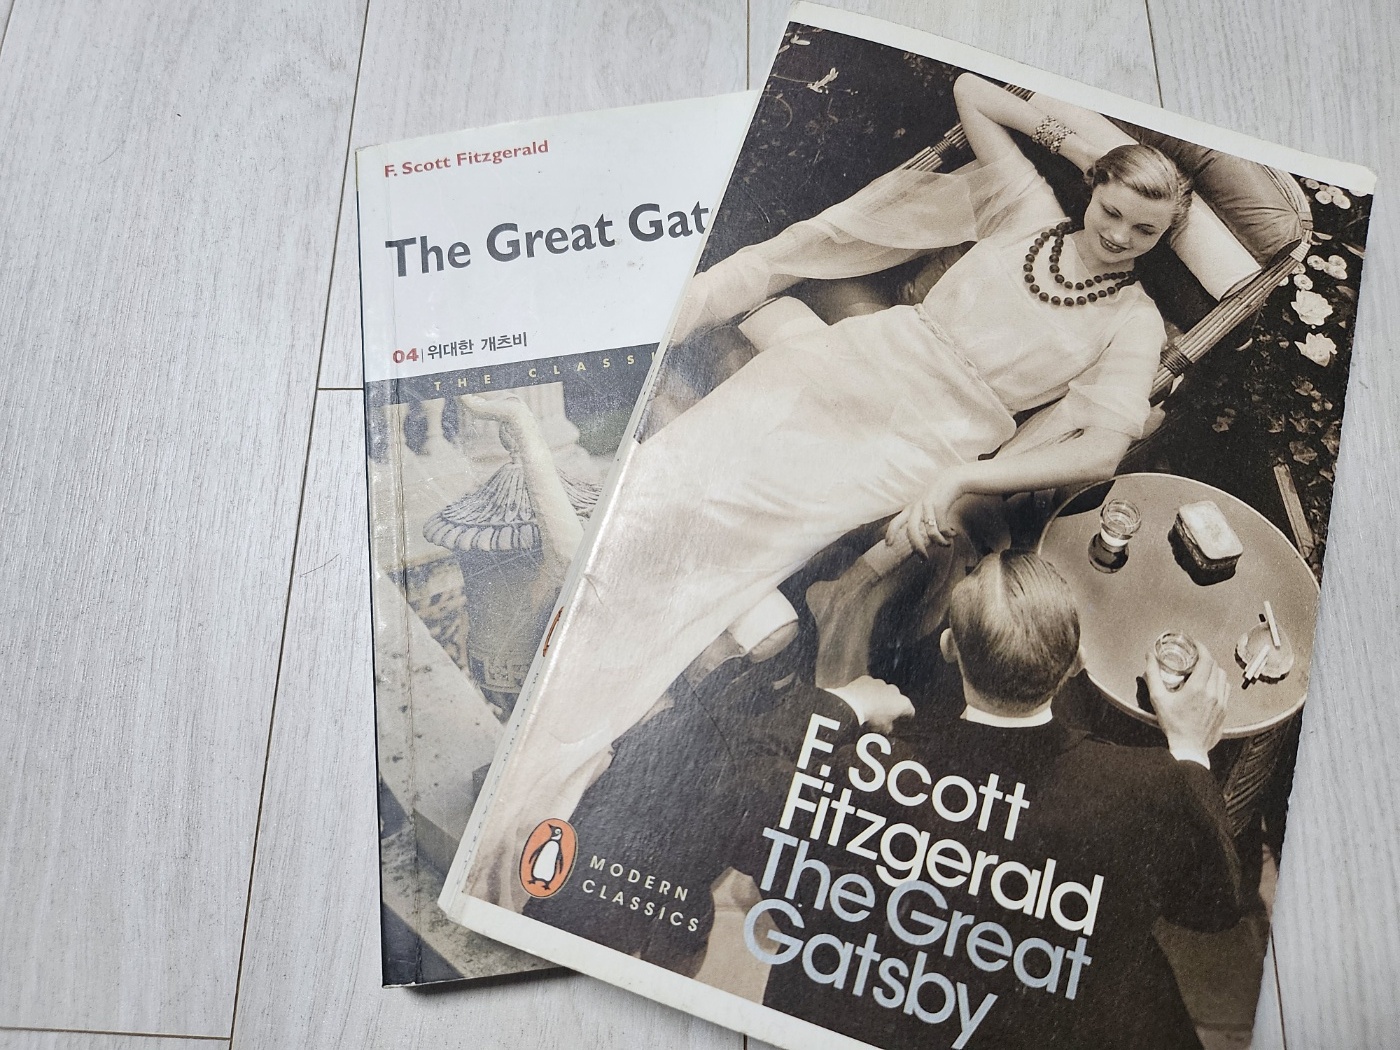 F. Scott Fitzgerald
The Great Gat
04 위대한 개츠비
THE CLASS
MODERN
CLASSICS
F. Scott
Fitzgerald
The Great
Gatsby